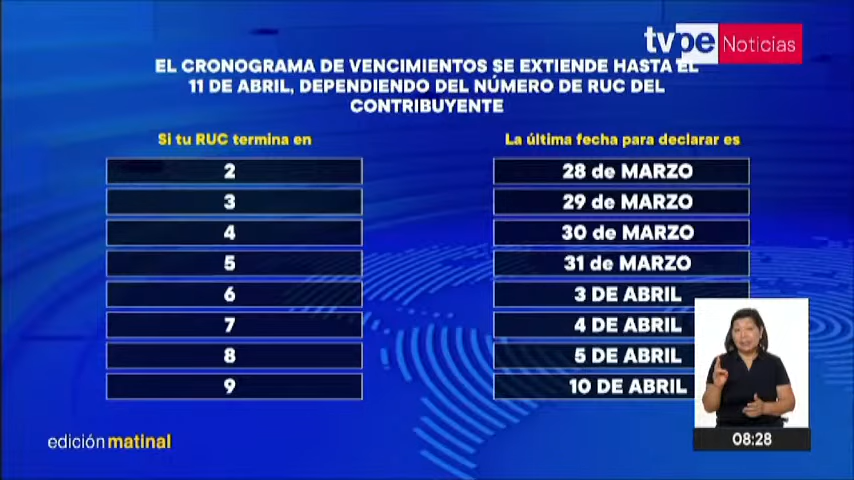 tvpe Noticias
EL CRONOGRAMA DE VENCIMIENTOS SE EXTIENDE HASTA EL
11 DE ABRIL, DEPENDIENDO DEL NÚMERO DE RUC DEL
CONTRIBUYENTE
Si tu RUC termina en La última fecha para declarar es
2 28 de MARZO
3 29 de MARZO
4 30 de MARZO
5 31 de MARZO
6 3 DE ABRIL
7 4 DE ABRIL
8 5 DE ABRIL
9 10 DE ABRIL
edición matinal
08:28